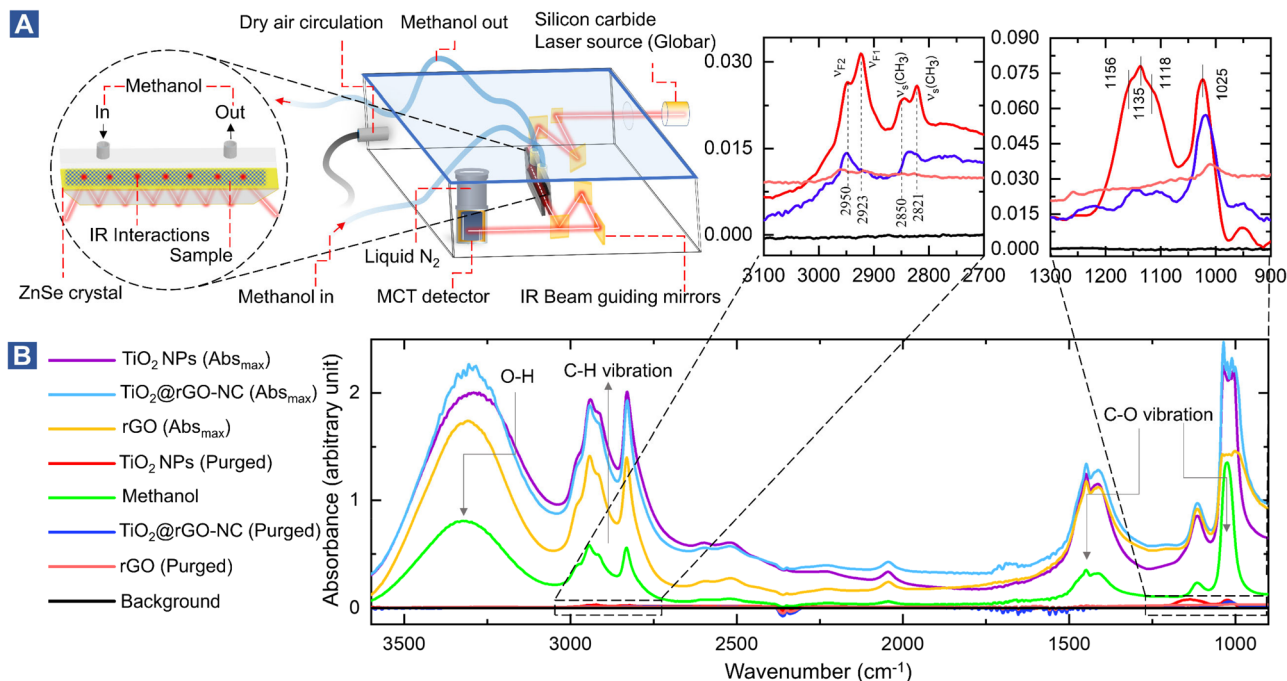 A
Dry air circulation
Methanol out
Silicon carbide
Laser source (Globar)
Methanol
In
Out
IR Interactions
Sample
ZnSe crystal
Methanol in
Liquid N₂
MCT detector
IR Beam guiding mirrors
0.030
0.015
0.000
νF2
νF1
νs(CH3)
νs(CH3)
2950
2923
2850
2821
3100
3000
2900
2800
2700
0.090
0.075
0.060
0.045
0.030
0.015
0.000
1156
1135
1118
1025
1300
1200
1100
1000
900
B
TiO₂ NPs (Absmax)
TiO₂@rGO-NC (Absmax)
rGO (Absmax)
TiO₂ NPs (Purged)
Methanol
TiO₂@rGO-NC (Purged)
rGO (Purged)
Background
Absorbance (arbitrary unit)
2
1
0
O-H
C-H vibration
C-O vibration
3500
3000
2500
2000
1500
1000
Wavenumber (cm⁻¹)